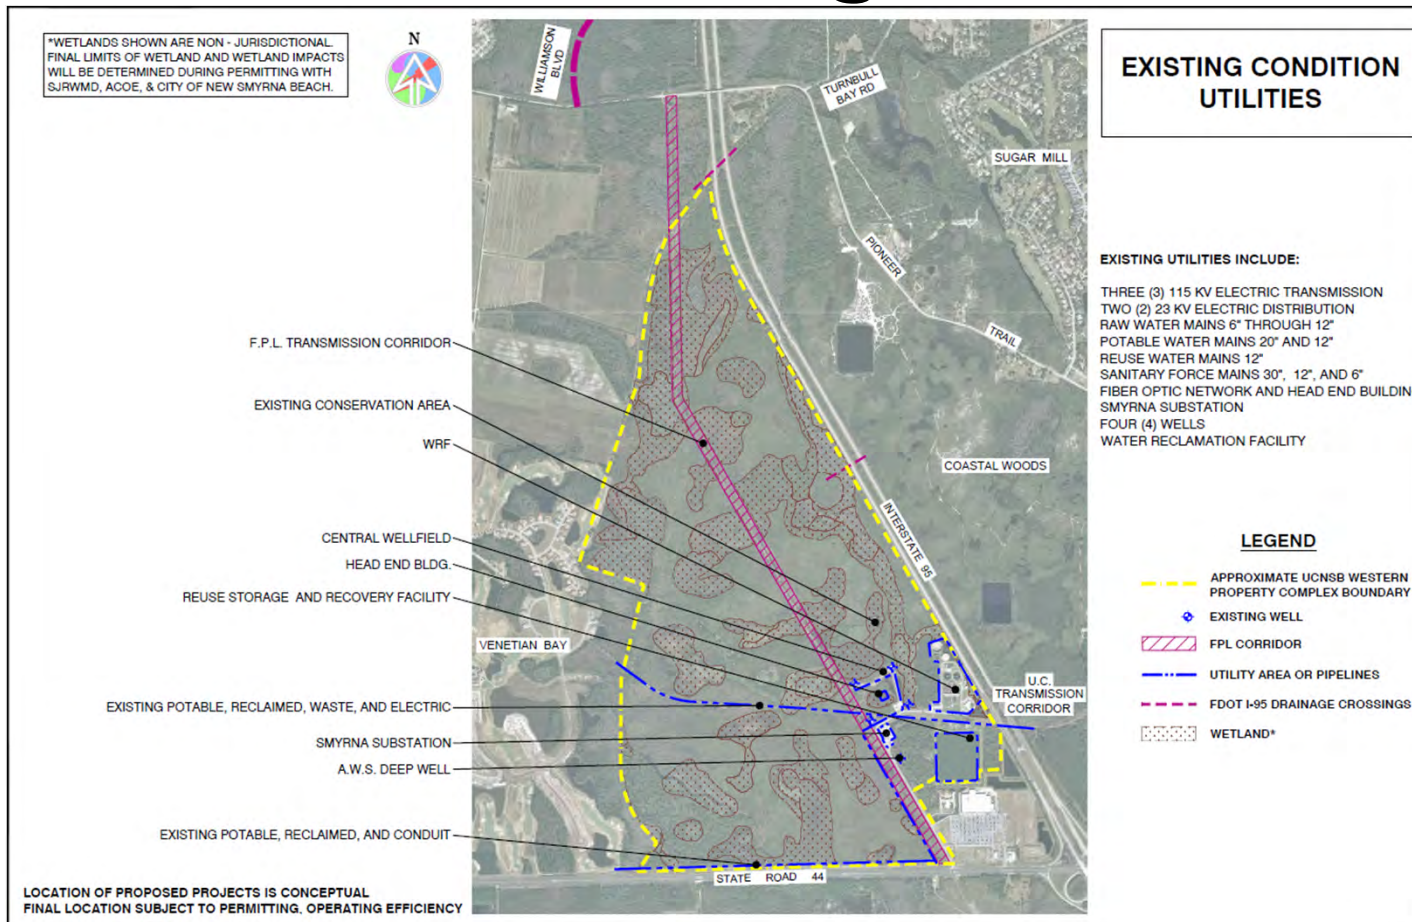 *WETLANDS SHOWN ARE NON - JURISDICTIONAL.
FINAL LIMITS OF WETLAND AND WETLAND IMPACTS
WILL BE DETERMINED DURING PERMITTING WITH
SJRWMD, ACOE, & CITY OF NEW SMYRNA BEACH.
N
EXISTING CONDITION
UTILITIES
WILLIAMSON
BLVD
TURNBULL
BAY RD
SUGAR MILL
PIONEER
TRAIL
COASTAL WOODS
INTERSTATE 95
VENETIAN BAY
U.C.
TRANSMISSION
CORRIDOR
STATE ROAD 44
F.P.L. TRANSMISSION CORRIDOR
EXISTING CONSERVATION AREA
WRF
CENTRAL WELLFIELD
HEAD END BLDG.
REUSE STORAGE AND RECOVERY FACILITY
EXISTING POTABLE, RECLAIMED, WASTE, AND ELECTRIC
SMYRNA SUBSTATION
A.W.S. DEEP WELL
EXISTING POTABLE, RECLAIMED, AND CONDUIT
EXISTING UTILITIES INCLUDE:
THREE (3) 115 KV ELECTRIC TRANSMISSION
TWO (2) 23 KV ELECTRIC DISTRIBUTION
RAW WATER MAINS 6" THROUGH 12"
POTABLE WATER MAINS 20" AND 12"
REUSE WATER MAINS 12"
SANITARY FORCE MAINS 30", 12", AND 6"
FIBER OPTIC NETWORK AND HEAD END BUILDIN
SMYRNA SUBSTATION
FOUR (4) WELLS
WATER RECLAMATION FACILITY
LEGEND
APPROXIMATE UCNSB WESTERN
PROPERTY COMPLEX BOUNDARY
EXISTING WELL
FPL CORRIDOR
UTILITY AREA OR PIPELINES
FDOT I-95 DRAINAGE CROSSINGS
WETLAND*
LOCATION OF PROPOSED PROJECTS IS CONCEPTUAL
FINAL LOCATION SUBJECT TO PERMITTING, OPERATING EFFICIENCY